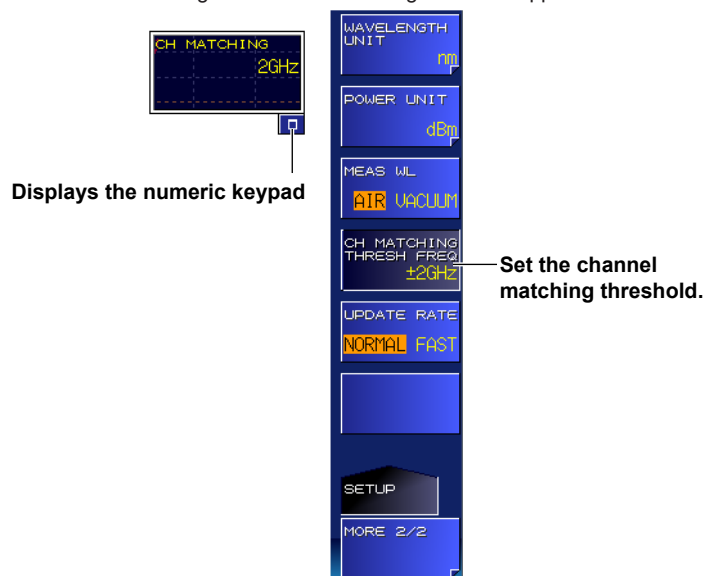 CH MATCHING
2GHz
Displays the numeric keypad
WAVELENGTH
UNIT
nm
POWER UNIT
dBm
MEAS WL
AIR VACUUM
CH MATCHING
THRESH FREQ
±2GHz
Set the channel
matching threshold.
UPDATE RATE
NORMAL FAST
SETUP
MORE 2/2